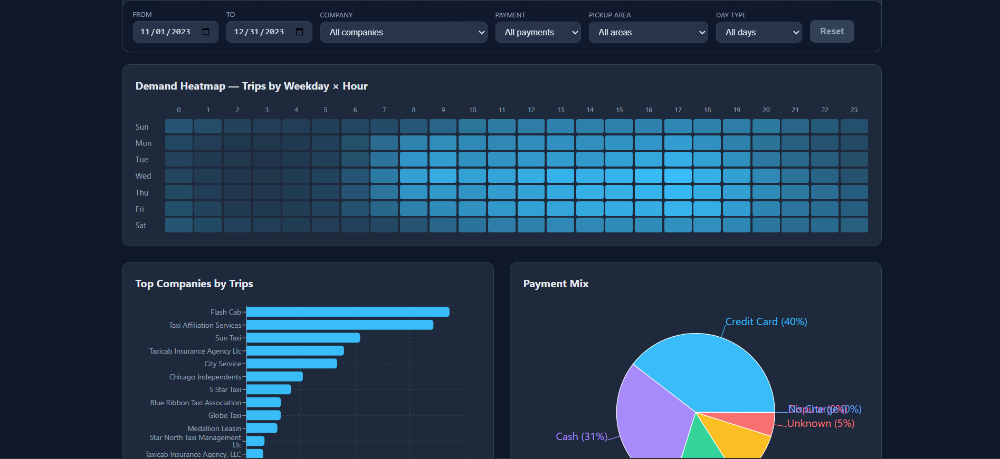 FROM TO COMPANY PAYMENT PICKUP AREA DAY TYPE
11/01/2023 12/31/2023 All companies All payments All areas All days Reset
Demand Heatmap — Trips by Weekday × Hour
0 1 2 3 4 5 6 7 8 9 10 11 12 13 14 15 16 17 18 19 20 21 22 23
Sun
Mon
Tue
Wed
Thu
Fri
Sat
Top Companies by Trips
Flash Cab
Taxi Affiliation Services
Sun Taxi
Taxicab Insurance Agency Llc
City Service
Chicago Independents
5 Star Taxi
Blue Ribbon Taxi Association
Globe Taxi
Medallion Leasin
Star North Taxi Management
Llc
Taxicab Insurance Agency, LLC
Payment Mix
Credit Card (40%)
Dispute (0%)
No Charge (0%)
Unknown (5%)
Cash (31%)